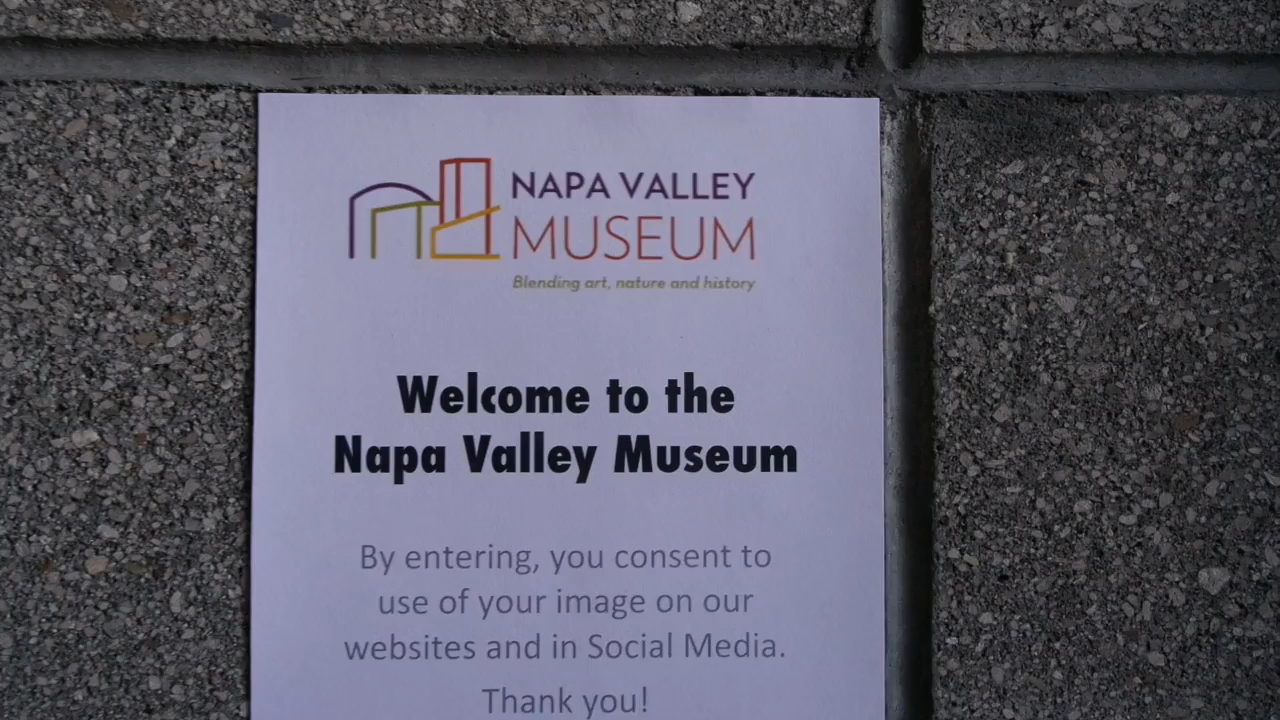 NAPA VALLEY
MUSEUM
Blending art, nature and history
Welcome to the
Napa Valley Museum
By entering, you consent to
use of your image on our
websites and in Social Media.
Thank you!